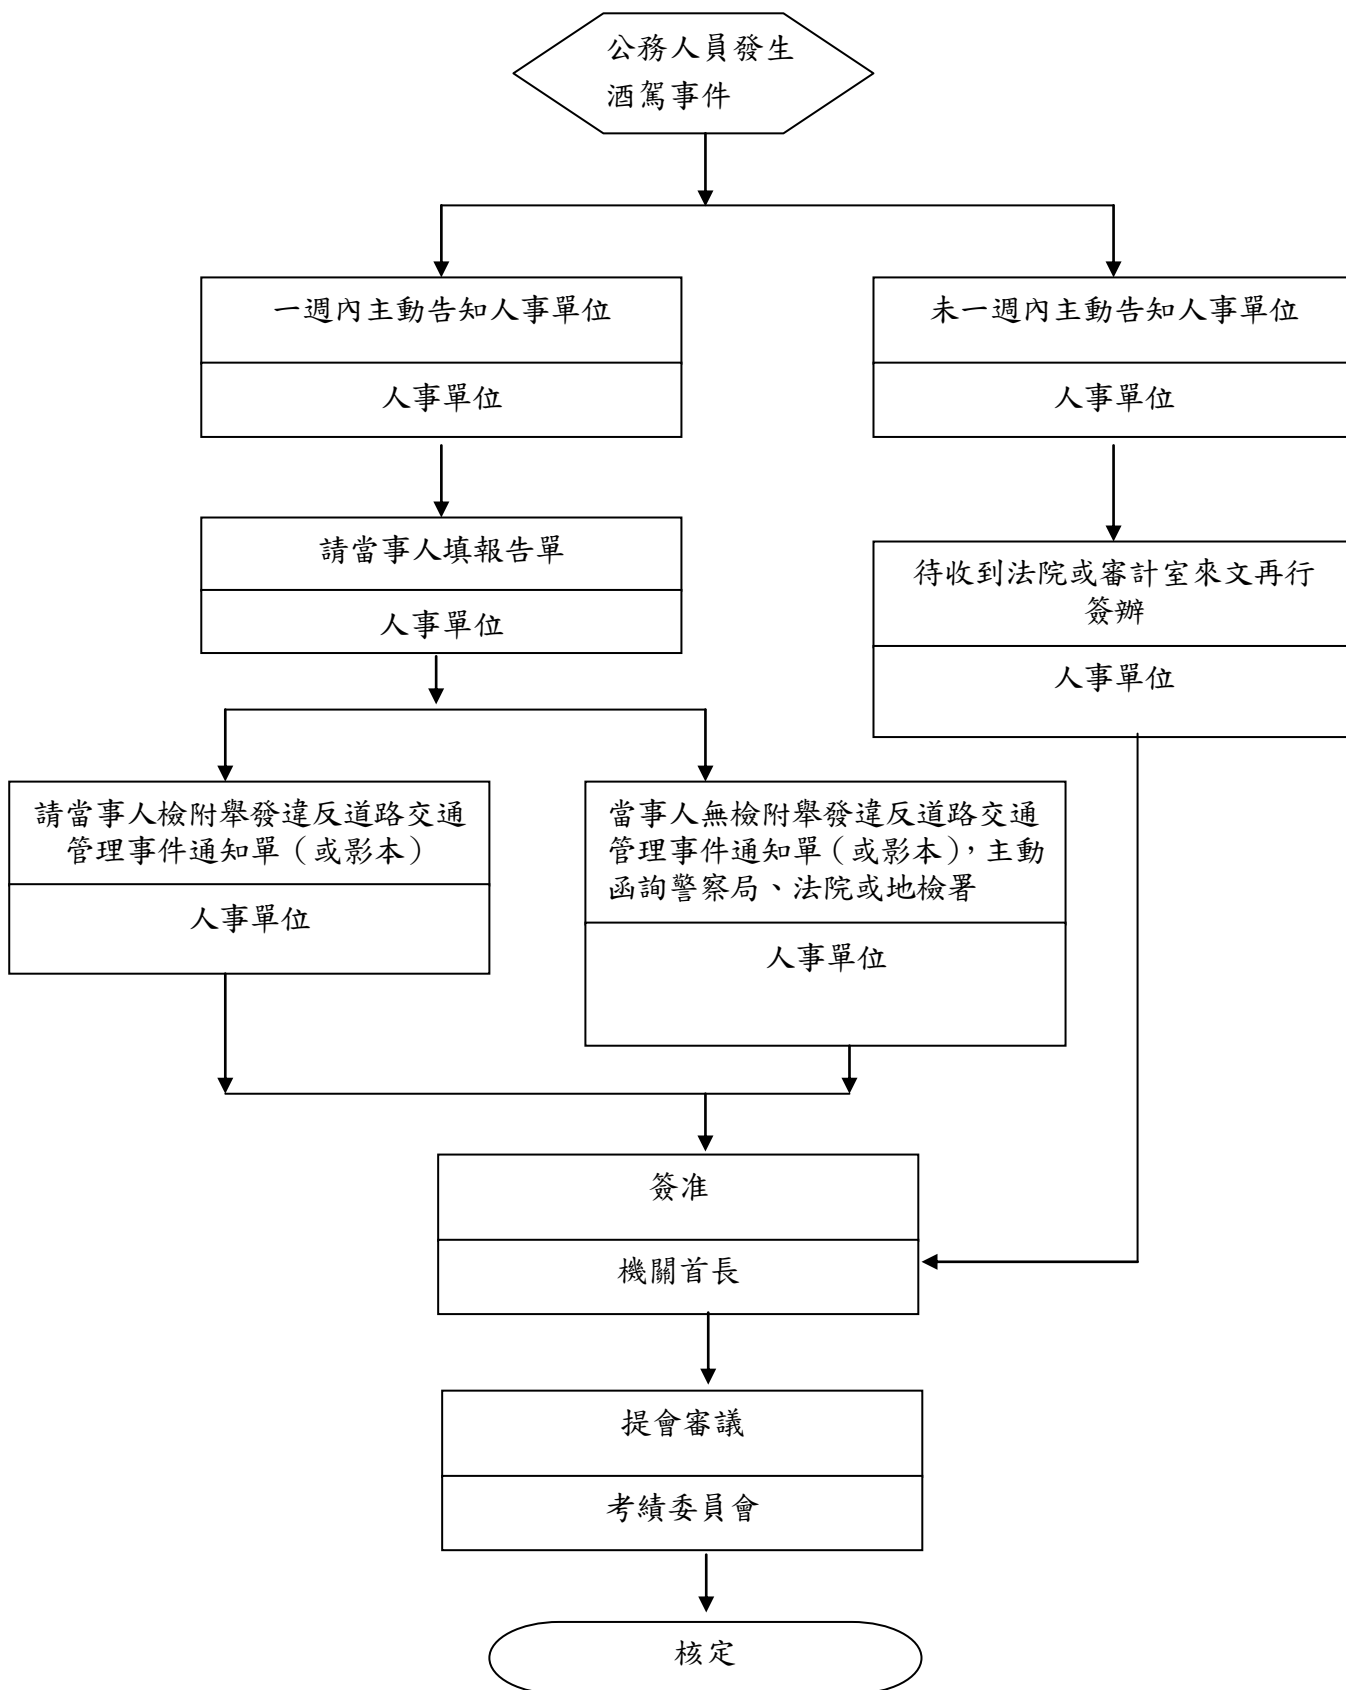 公務人員發生
酒駕事件
一週內主動告知人事單位
人事單位
未一週內主動告知人事單位
人事單位
請當事人填報告單
人事單位
待收到法院或審計室來文再行
簽辦
人事單位
請當事人檢附舉發違反道路交通
管理事件通知單（或影本）
人事單位
當事人無檢附舉發違反道路交通
管理事件通知單（或影本），主動
函詢警察局、法院或地檢署
人事單位
簽准
機關首長
提會審議
考績委員會
核定